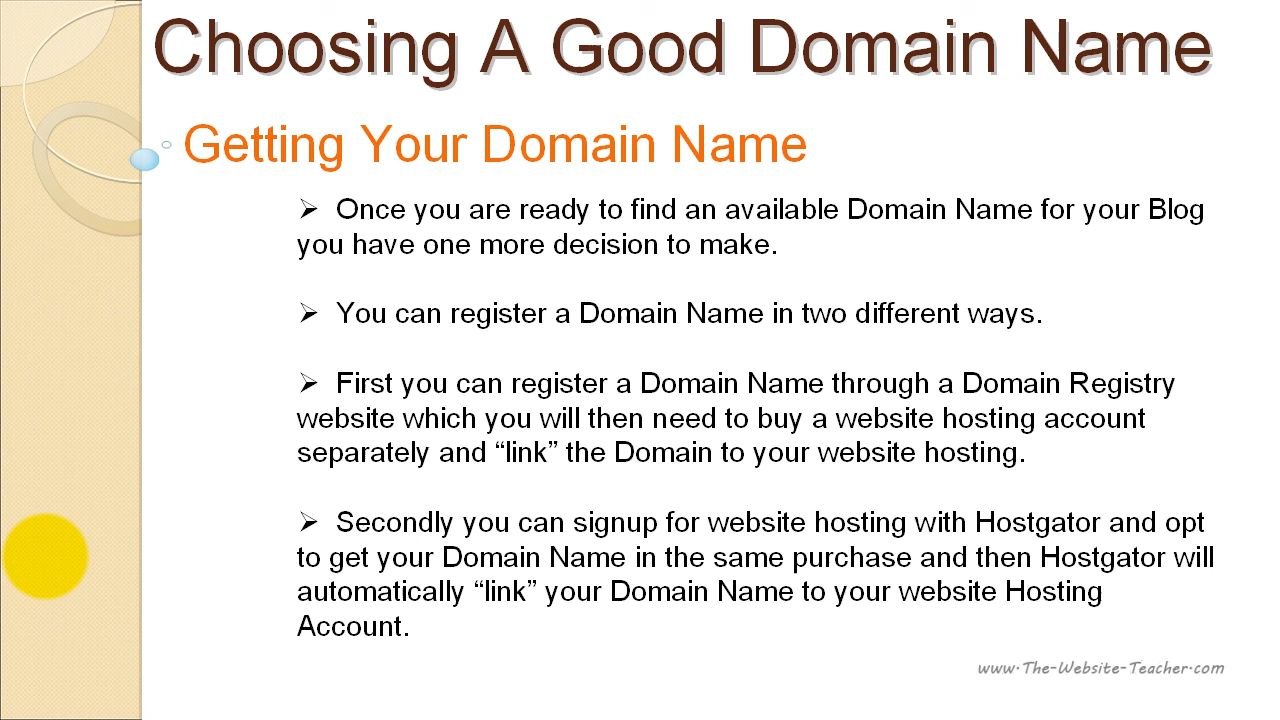 Choosing A Good Domain Name
Getting Your Domain Name
➢ Once you are ready to find an available Domain Name for your Blog
you have one more decision to make.
➢ You can register a Domain Name in two different ways.
➢ First you can register a Domain Name through a Domain Registry
website which you will then need to buy a website hosting account
separately and “link” the Domain to your website hosting.
➢ Secondly you can signup for website hosting with Hostgator and opt
to get your Domain Name in the same purchase and then Hostgator will
automatically “link” your Domain Name to your website Hosting
Account.
www.The-Website-Teacher.com